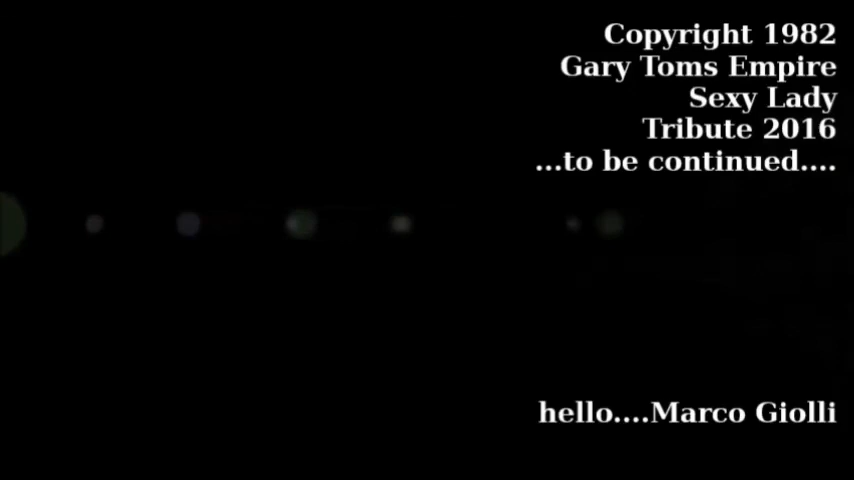 Copyright 1982
Gary Toms Empire
Sexy Lady
Tribute 2016
...to be continued....
hello....Marco Giolli